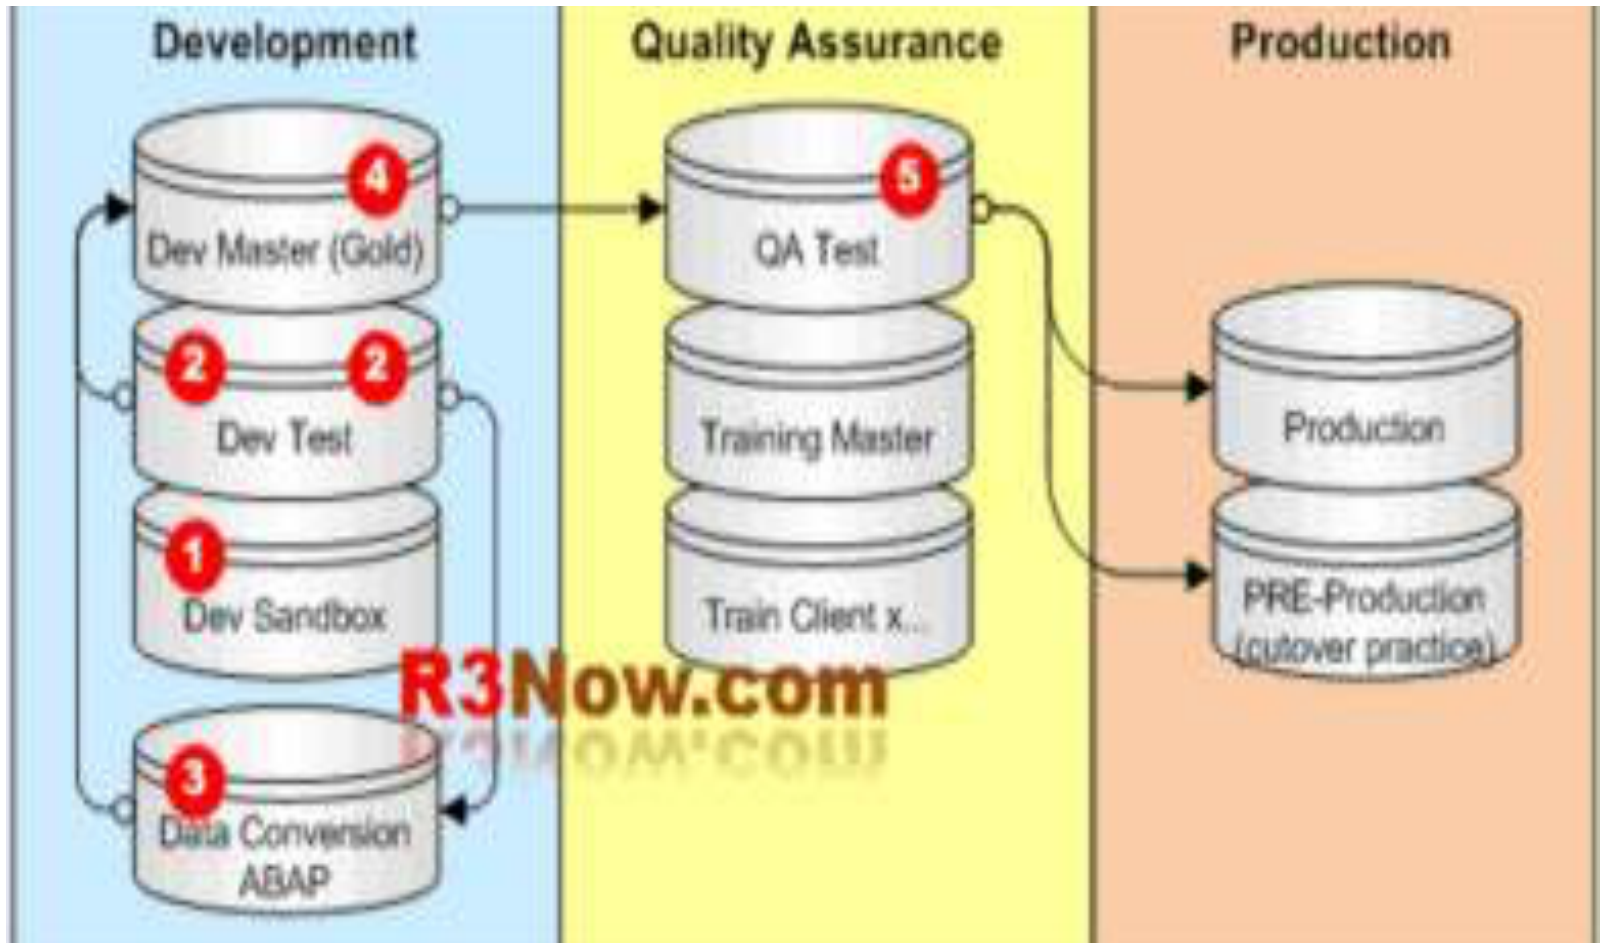 Development
4
Dev Master (Gold)
2 2
Dev Test
1
Dev Sandbox
3
Data Conversion
ABAP
Quality Assurance
5
QA Test
Training Master
Train Client x...
Production
Production
PRE-Production
(cutover practice)
R3Now.com